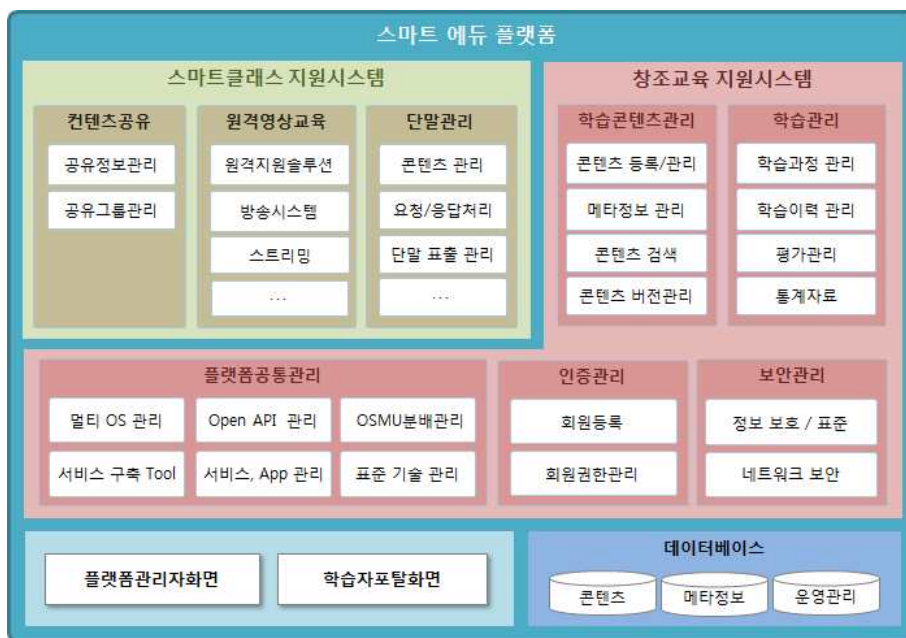 스마트 에듀 플랫폼
스마트클래스 지원시스템
컨텐츠공유
공유정보관리
공유그룹관리
원격영상교육
원격지원솔루션
방송시스템
스트리밍
...
단말관리
콘텐츠 관리
요청/응답처리
단말 표출 관리
...
창조교육 지원시스템
학습콘텐츠관리
콘텐츠 등록/관리
메타정보 관리
콘텐츠 검색
콘텐츠 버전관리
학습관리
학습과정 관리
학습이력 관리
평가관리
통계자료
플랫폼공통관리
멀티 OS 관리
Open API 관리
OSMU분배관리
서비스 구축 Tool
서비스, App 관리
표준 기술 관리
인증관리
회원등록
회원권한관리
보안관리
정보 보호 / 표준
네트워크 보안
플랫폼관리자화면
학습자포탈화면
데이터베이스
콘텐츠
메타정보
운영관리